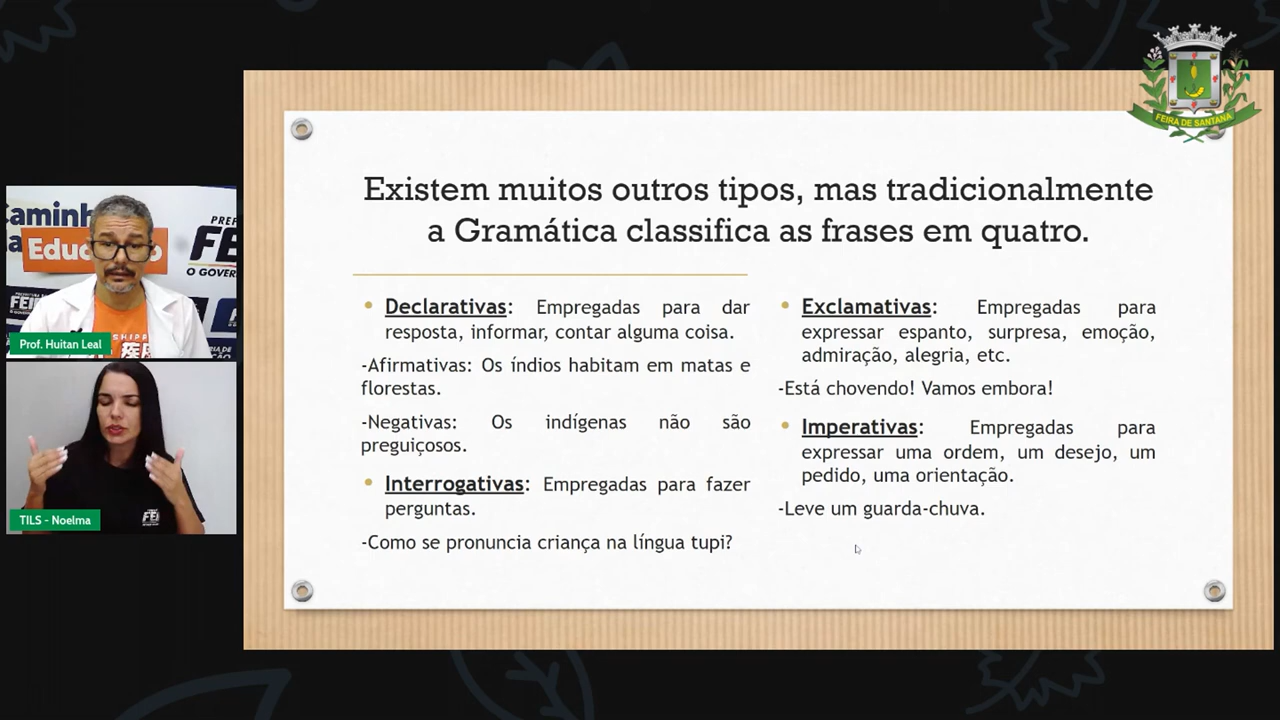 FEIRA DE SANTANA
Existem muitos outros tipos, mas tradicionalmente
a Gramática classifica as frases em quatro.
Declarativas: Empregadas para dar
resposta, informar, contar alguma coisa.
-Afirmativas: Os índios habitam em matas e
florestas.
-Negativas: Os indígenas não são
preguiçosos.
Interrogativas: Empregadas para fazer
perguntas.
-Como se pronuncia criança na língua tupi?
Exclamativas: Empregadas para
expressar espanto, surpresa, emoção,
admiração, alegria, etc.
-Está chovendo! Vamos embora!
Imperativas: Empregadas para
expressar uma ordem, um desejo, um
pedido, uma orientação.
-Leve um guarda-chuva.
Prof. Huitan Leal
TILS - Noelma
O GOVERNO